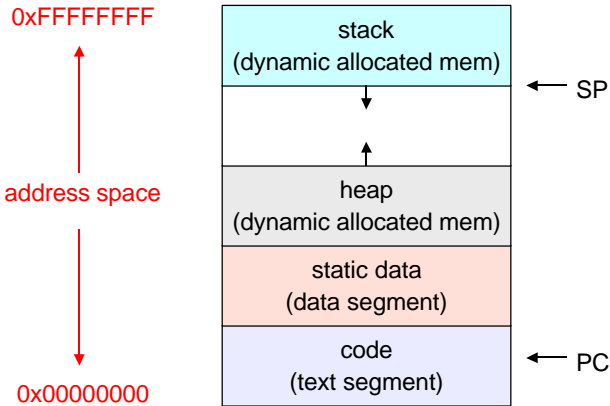 0xFFFFFFFF
stack
(dynamic allocated mem)
SP
address space
heap
(dynamic allocated mem)
static data
(data segment)
code
(text segment)
PC
0x00000000